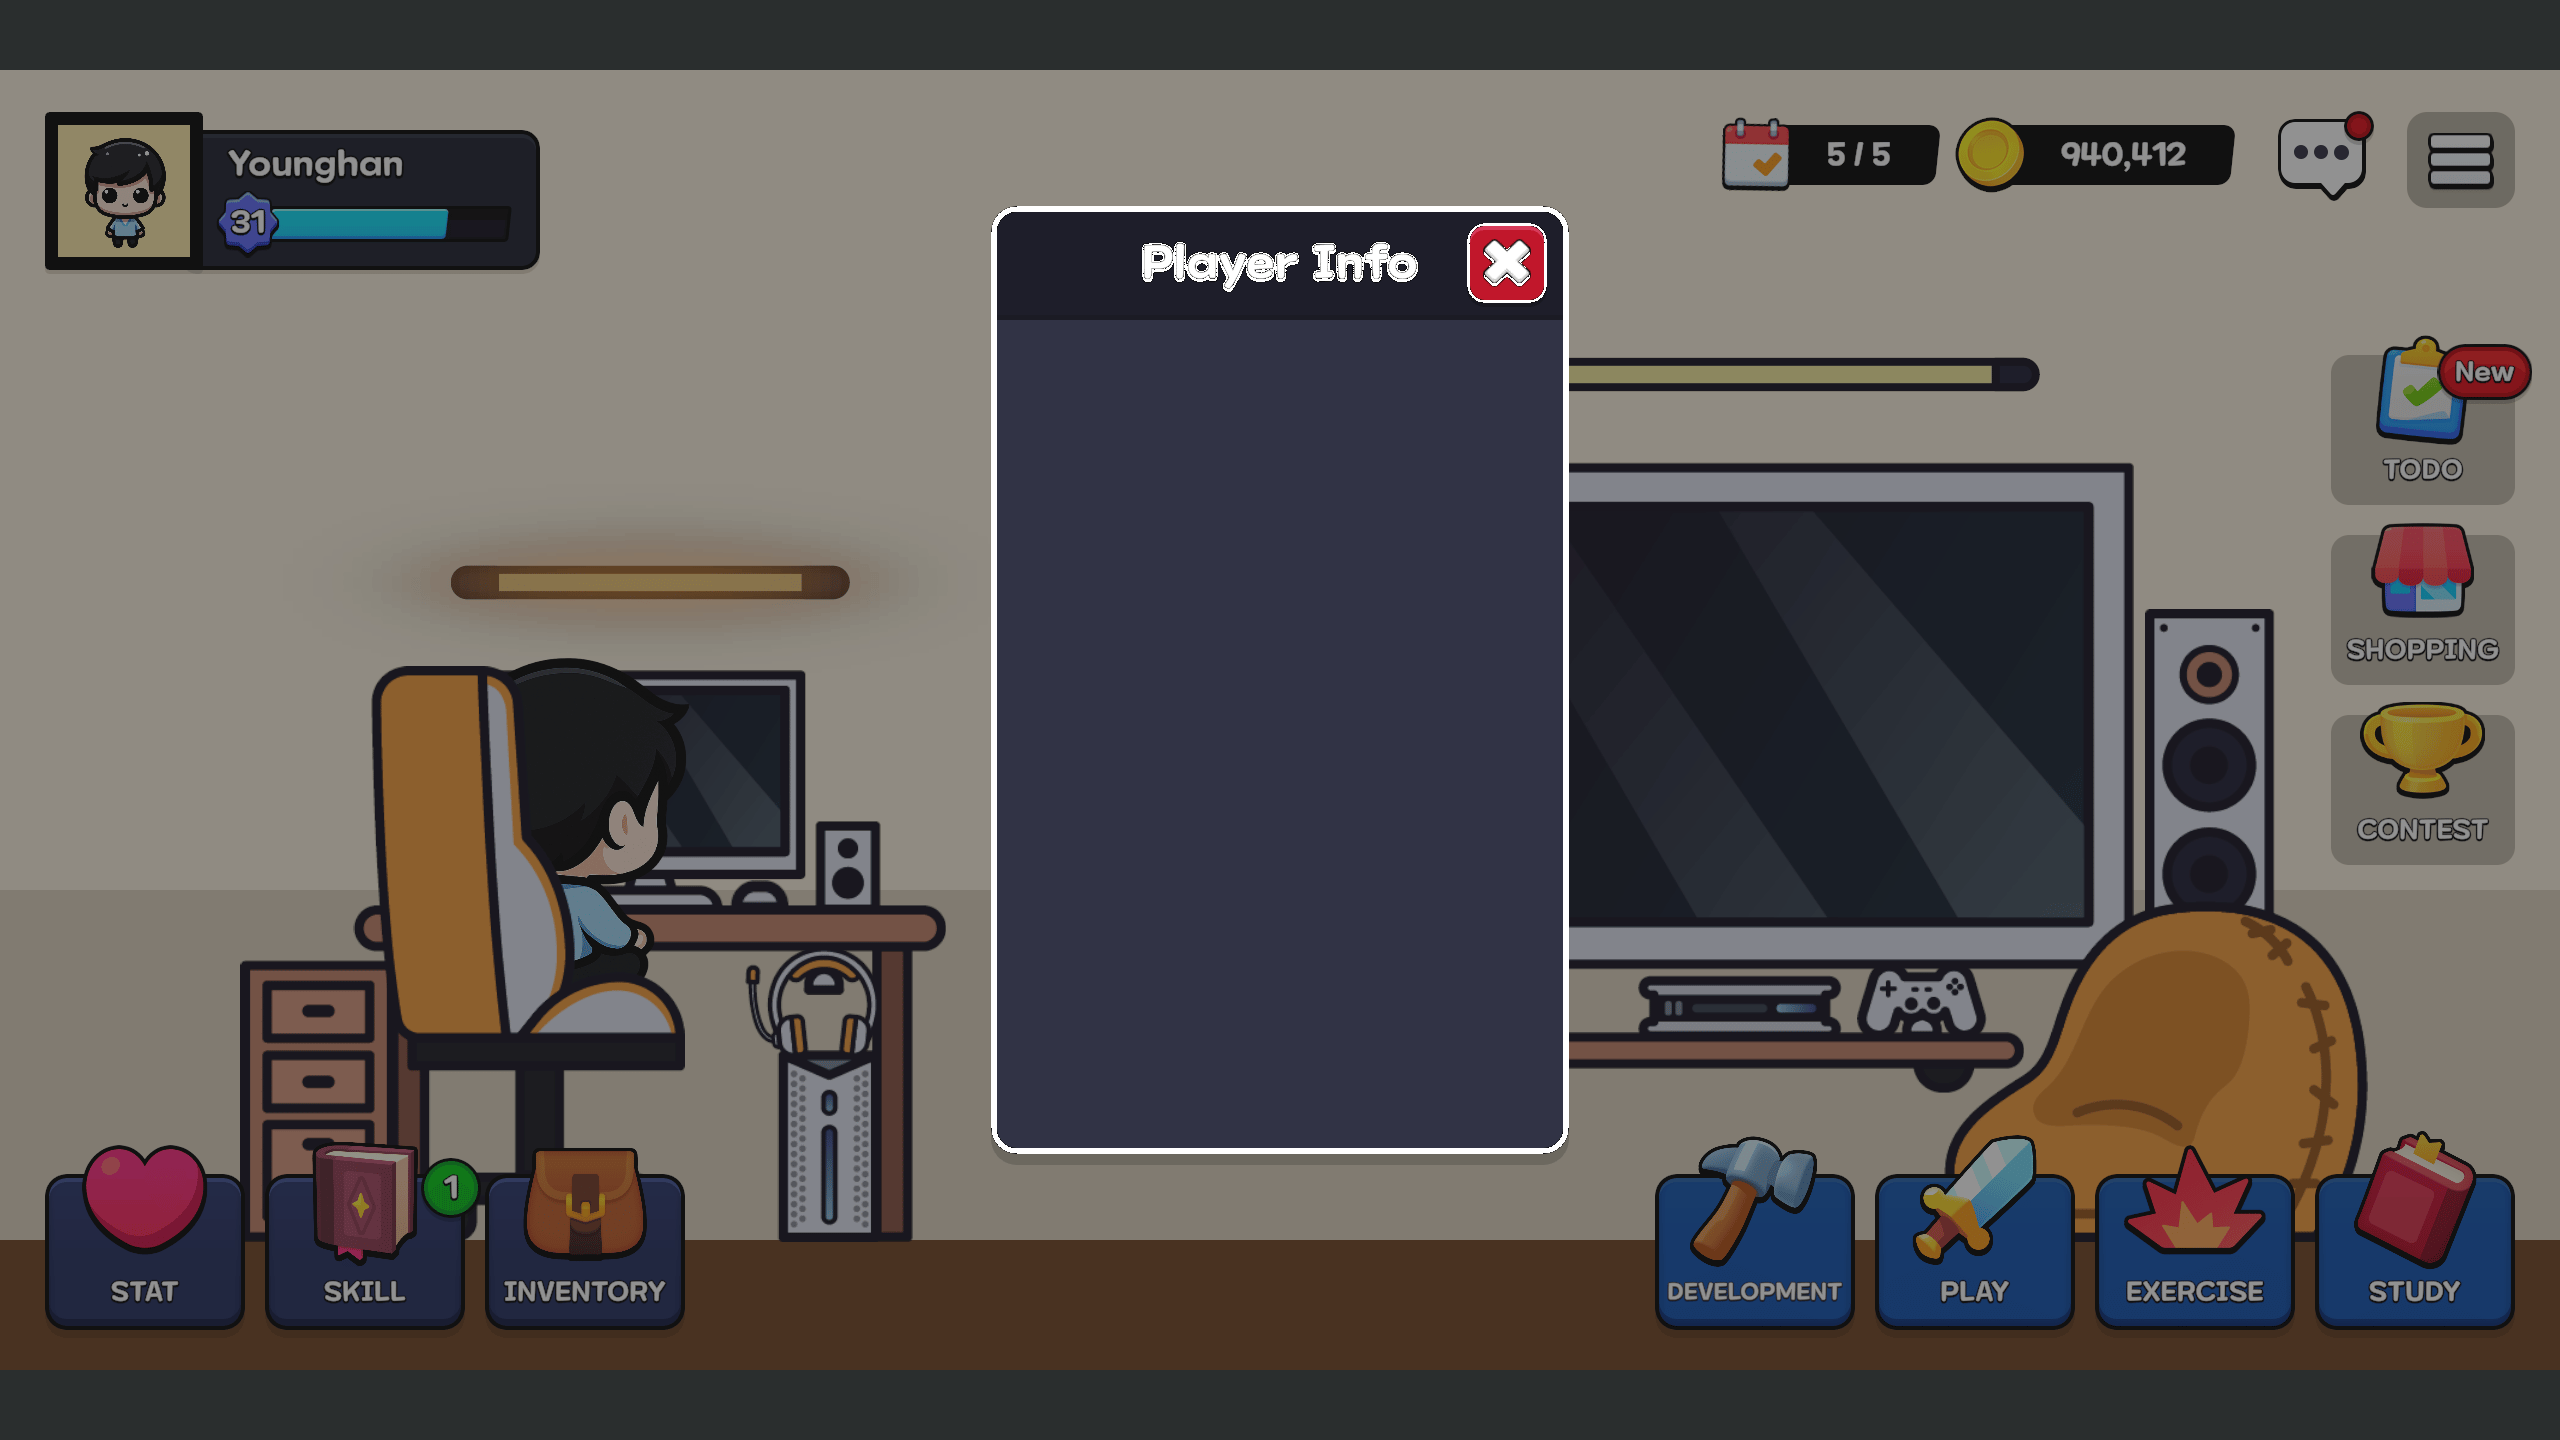 Younghan
31
5 / 5
940,412
Player Info
New
TODO
SHOPPING
CONTEST
1
STAT
SKILL
INVENTORY
DEVELOPMENT
PLAY
EXERCISE
STUDY